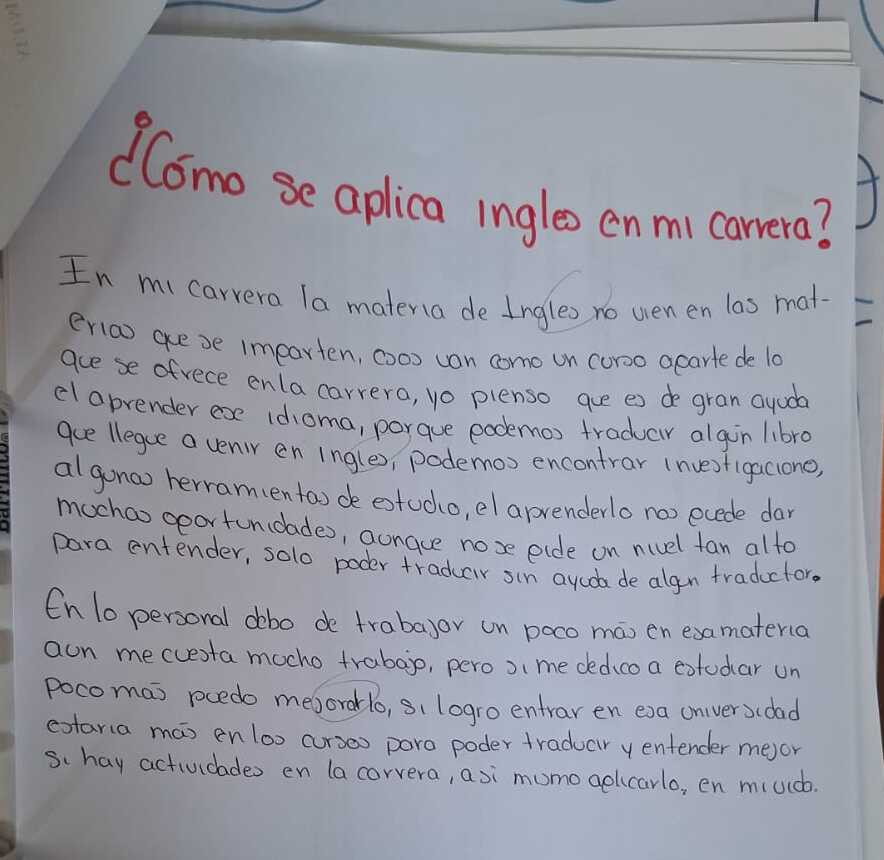 ¿Cómo se aplica ingles en mi carrera?
En mi carrera la materia de Ingles no vien en las mat-
erias que se imparten, esos van como un curso aparte de lo
que se ofrece en la carrera, yo pienso que es de gran ayuda
el aprender ese idioma, porque podemos traducir algún libro
que llegue a venir en ingles, podemos encontrar investigaciones,
algunas herramientas de estudio, el aprenderlo nos puede dar
muchas oportunidades, aunque no se pide un nivel tan alto
para entender, solo poder traducir sin ayuda de algun traductor.
En lo personal debo de trabajar un poco más en esa materia
aun me cuesta mucho trabajo, pero si me dedico a estudiar un
poco más puedo mejorarlo, si logro entrar en esa universidad
estaria más en los cursos para poder traducir y entender mejor
si hay actividades en la carrera, asi mismo aplicarlo, en mi vida.